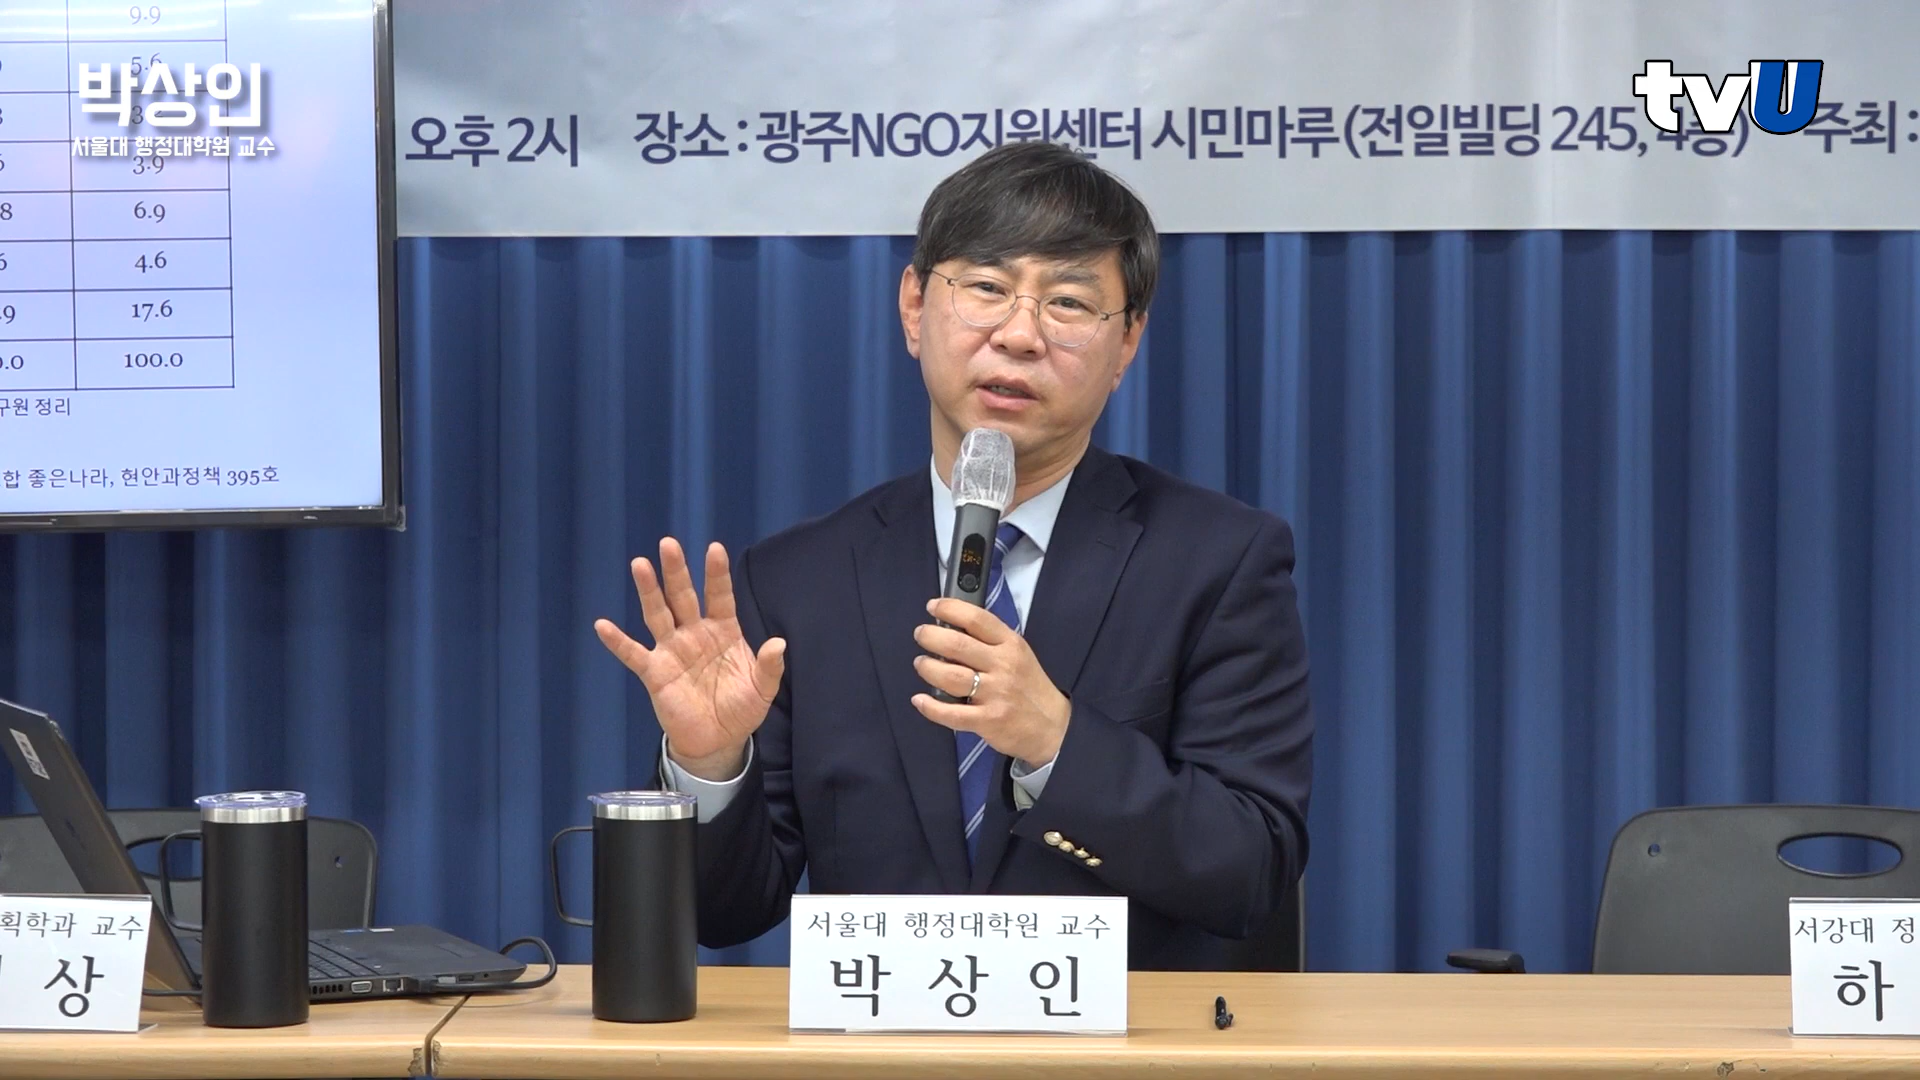 박상인
서울대 행정대학원 교수
tvU
오후 2시 장소 : 광주NGO지원센터 시민마루 (전일빌딩 245, 4층) 주최 :
9.9
5.6
3.9
8 6.9
6 4.6
.9 17.6
0.0 100.0
구원 정리
합 좋은나라, 현안과정책 395호
획학과 교수
상
서울대 행정대학원 교수
박 상 인
서강대 정
하